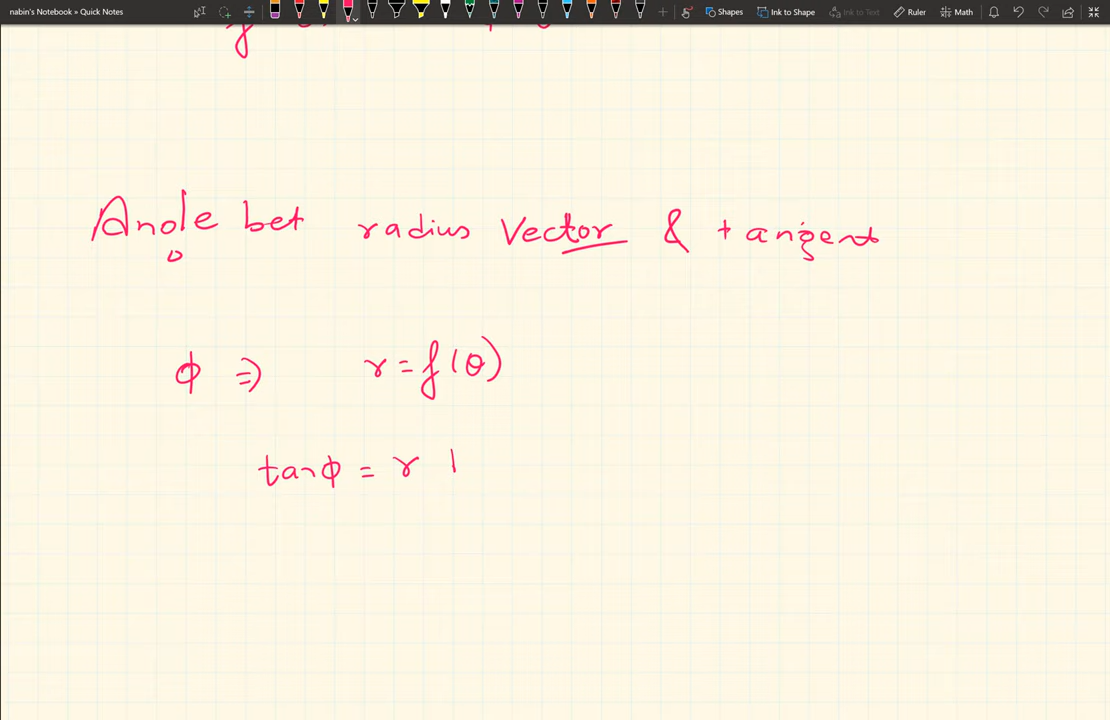 nabin's Notebook » Quick Notes
Shapes Ink to Shape Ink to Text Ruler Math
Angle bet radius Vector & tangent
ϕ ⇒ r = f(θ)
tanϕ = r |